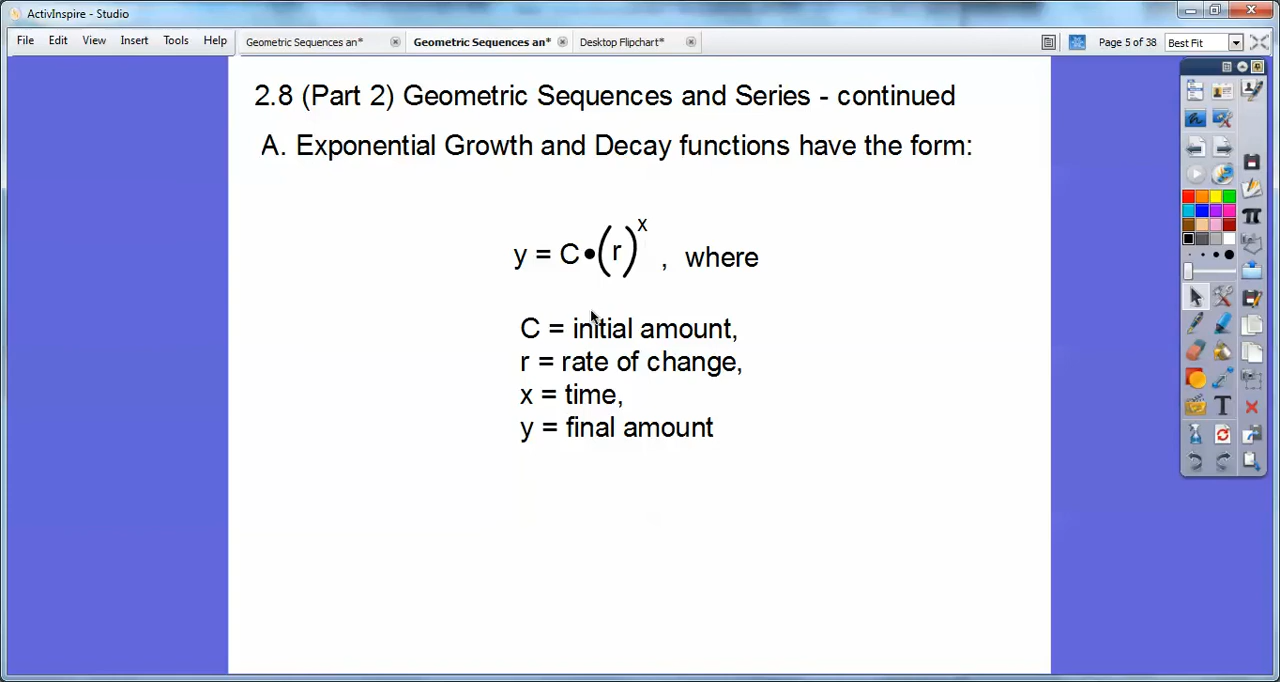 ActivInspire - Studio
File Edit View Insert Tools Help
Geometric Sequences an* Geometric Sequences an* Desktop Flipchart* Page 5 of 38 Best Fit
2.8 (Part 2) Geometric Sequences and Series - continued
A. Exponential Growth and Decay functions have the form:
y = C•(r)^x , where
C = initial amount,
r = rate of change,
x = time,
y = final amount